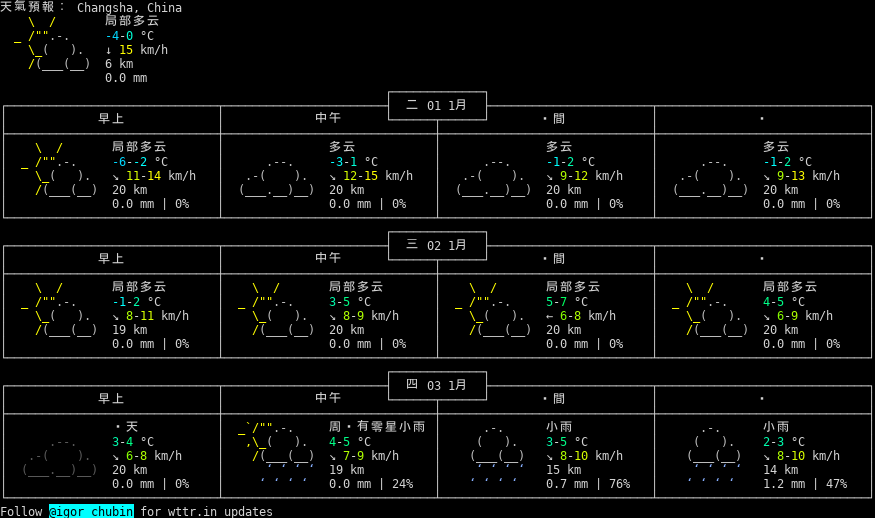 天氣預報： Changsha, China
局部多云
-4-0 °C
↓ 15 km/h
6 km
0.0 mm
二 01 1月
早上 中午 ・間 ・
局部多云 多云 多云 多云
-6--2 °C -3-1 °C -1-2 °C -1-2 °C
↘ 11-14 km/h ↘ 12-15 km/h ↘ 9-12 km/h ↘ 9-13 km/h
20 km 20 km 20 km 20 km
0.0 mm | 0% 0.0 mm | 0% 0.0 mm | 0% 0.0 mm | 0%
三 02 1月
早上 中午 ・間 ・
局部多云 局部多云 局部多云 局部多云
-1-2 °C 3-5 °C 5-7 °C 4-5 °C
↘ 8-11 km/h ↘ 8-9 km/h ← 6-8 km/h ↘ 6-9 km/h
19 km 20 km 20 km 20 km
0.0 mm | 0% 0.0 mm | 0% 0.0 mm | 0% 0.0 mm | 0%
四 03 1月
早上 中午 ・間 ・
・天 周・有零星小雨 小雨 小雨
3-4 °C 4-5 °C 3-5 °C 2-3 °C
↘ 6-8 km/h ↘ 7-9 km/h ↘ 8-10 km/h ↘ 8-10 km/h
20 km 19 km 15 km 14 km
0.0 mm | 0% 0.0 mm | 24% 0.7 mm | 76% 1.2 mm | 47%
Follow @igor_chubin for wttr.in updates